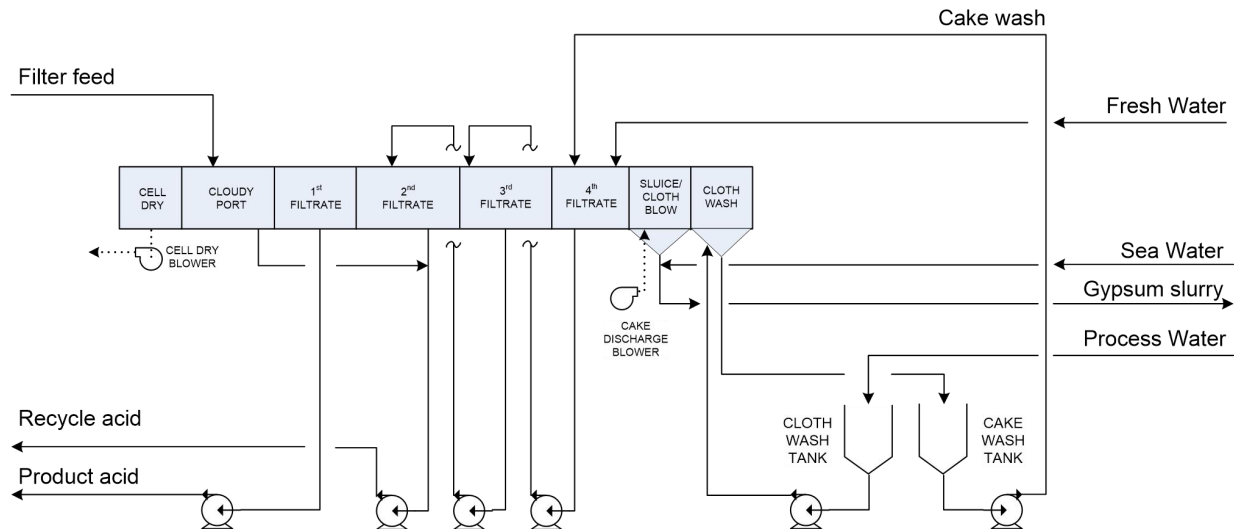 Cake wash
Filter feed
Fresh Water
CELL
DRY
CLOUDY
PORT
1st
FILTRATE
2nd
FILTRATE
3rd
FILTRATE
4th
FILTRATE
SLUICE/
CLOTH
BLOW
CLOTH
WASH
CELL DRY
BLOWER
Sea Water
Gypsum slurry
CAKE
DISCHARGE
BLOWER
Process Water
Recycle acid
CLOTH
WASH
TANK
CAKE
WASH
TANK
Product acid